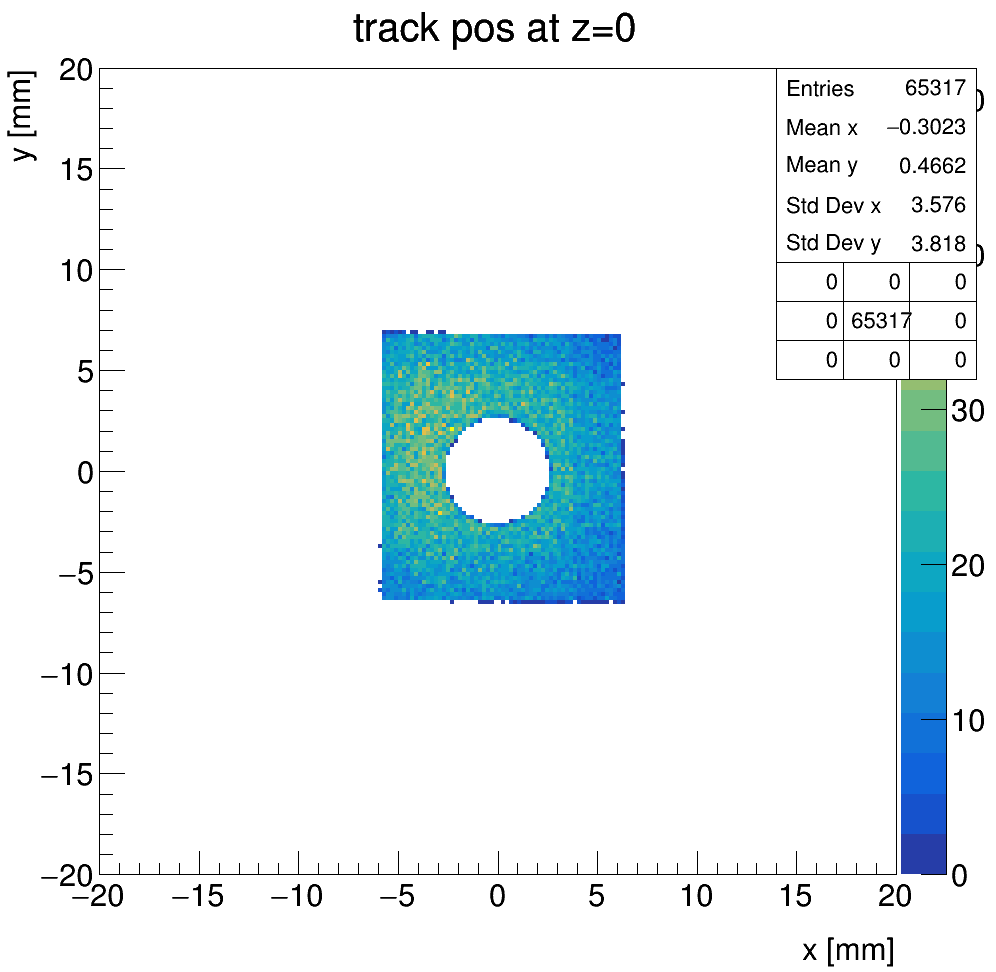 track pos at z=0
y [mm]
20
15
10
5
0
−5
−10
−15
−20
−20 −15 −10 −5 0 5 10 15 20
x [mm]
Entries 65317
Mean x −0.3023
Mean y 0.4662
Std Dev x 3.576
Std Dev y 3.818
0 0 0
0 65317 0
0 0 0
30
20
10
0